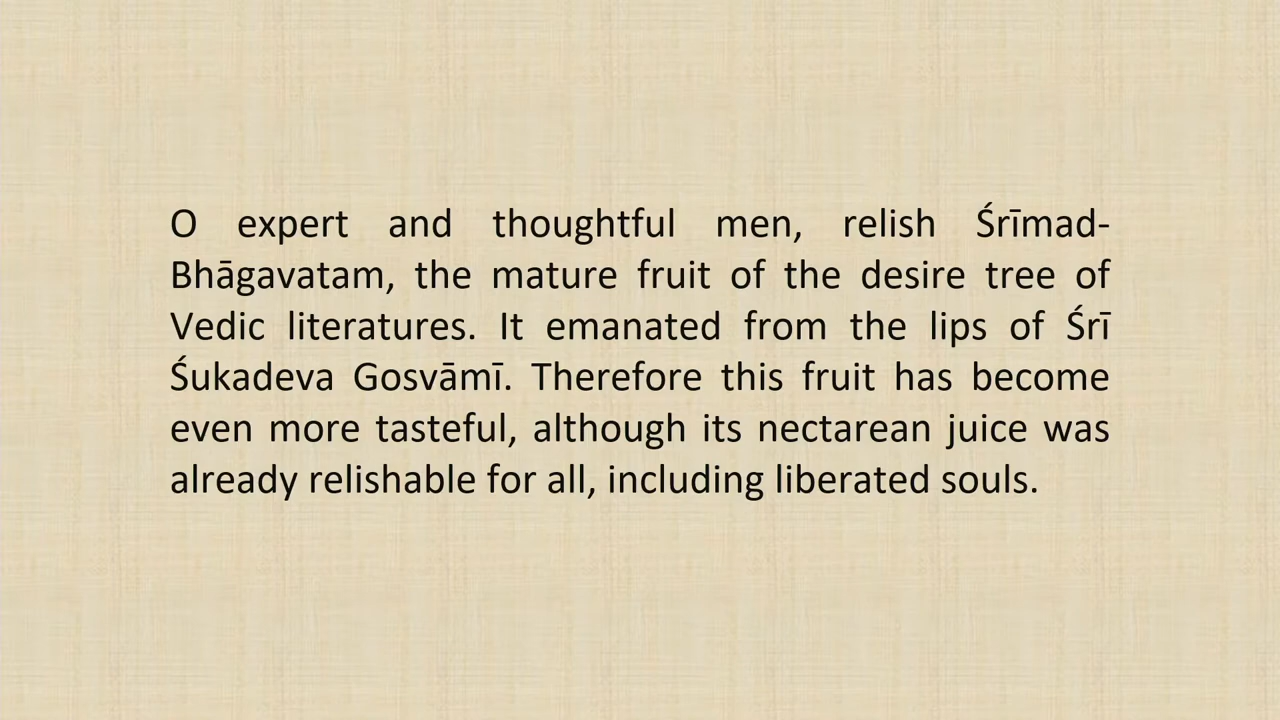 O expert and thoughtful men, relish Śrīmad-
Bhāgavatam, the mature fruit of the desire tree of
Vedic literatures. It emanated from the lips of Śrī
Śukadeva Gosvāmī. Therefore this fruit has become
even more tasteful, although its nectarean juice was
already relishable for all, including liberated souls.